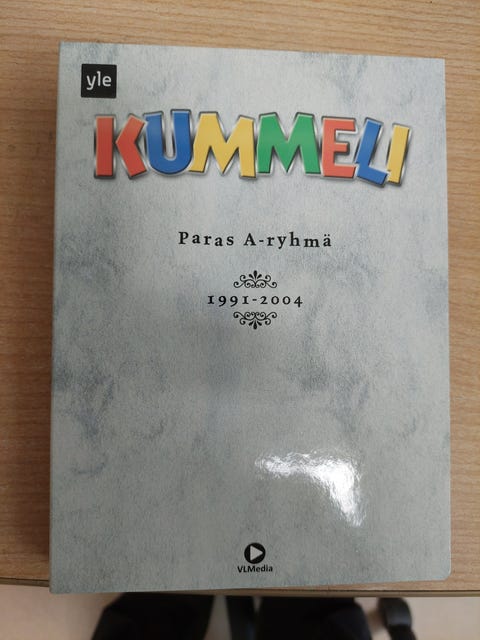 yle
KUMMELI
Paras A-ryhmä
1991-2004
VLMedia